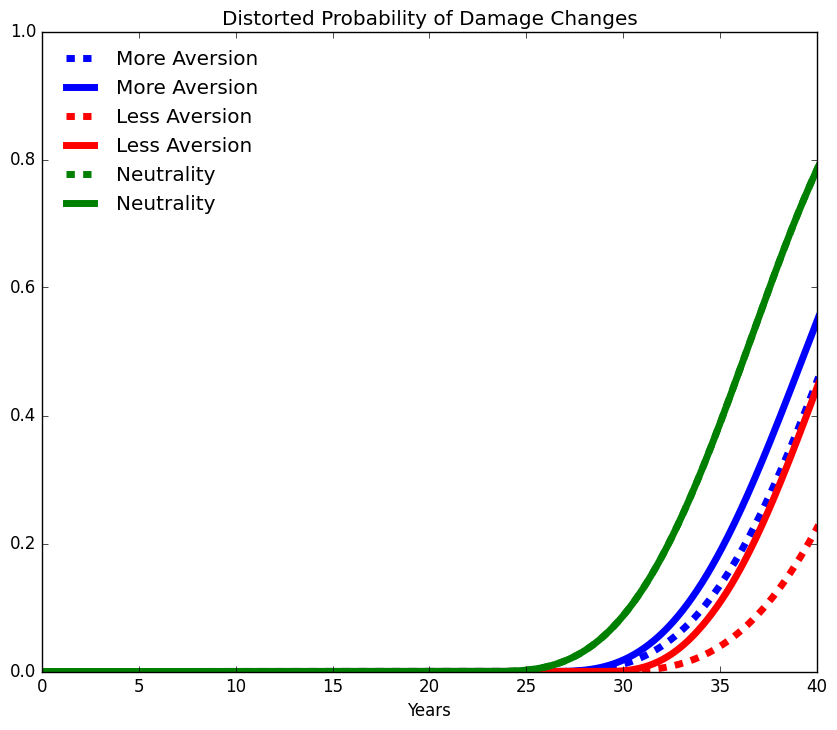 Distorted Probability of Damage Changes
1.0
More Aversion
More Aversion
Less Aversion
Less Aversion
Neutrality
Neutrality
0.8
0.6
0.4
0.2
0.0
0 5 10 15 20 25 30 35 40
Years